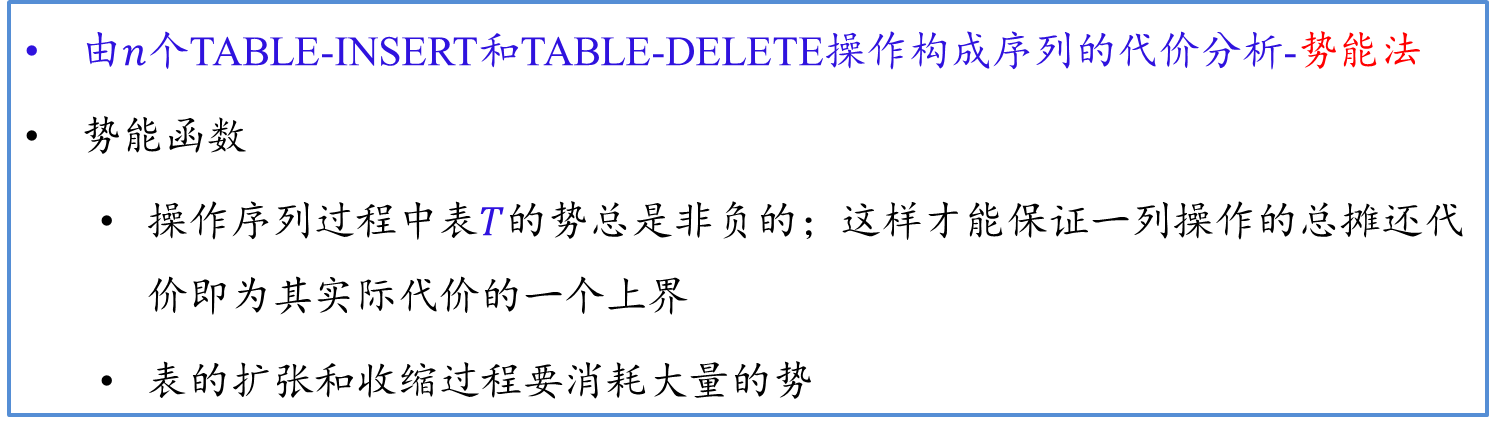 • 由n个TABLE-INSERT和TABLE-DELETE操作构成序列的代价分析-势能法
• 势能函数
• 操作序列过程中表T的势总是非负的；这样才能保证一列操作的总摊还代
价即为其实际代价的一个上界
• 表的扩张和收缩过程要消耗大量的势